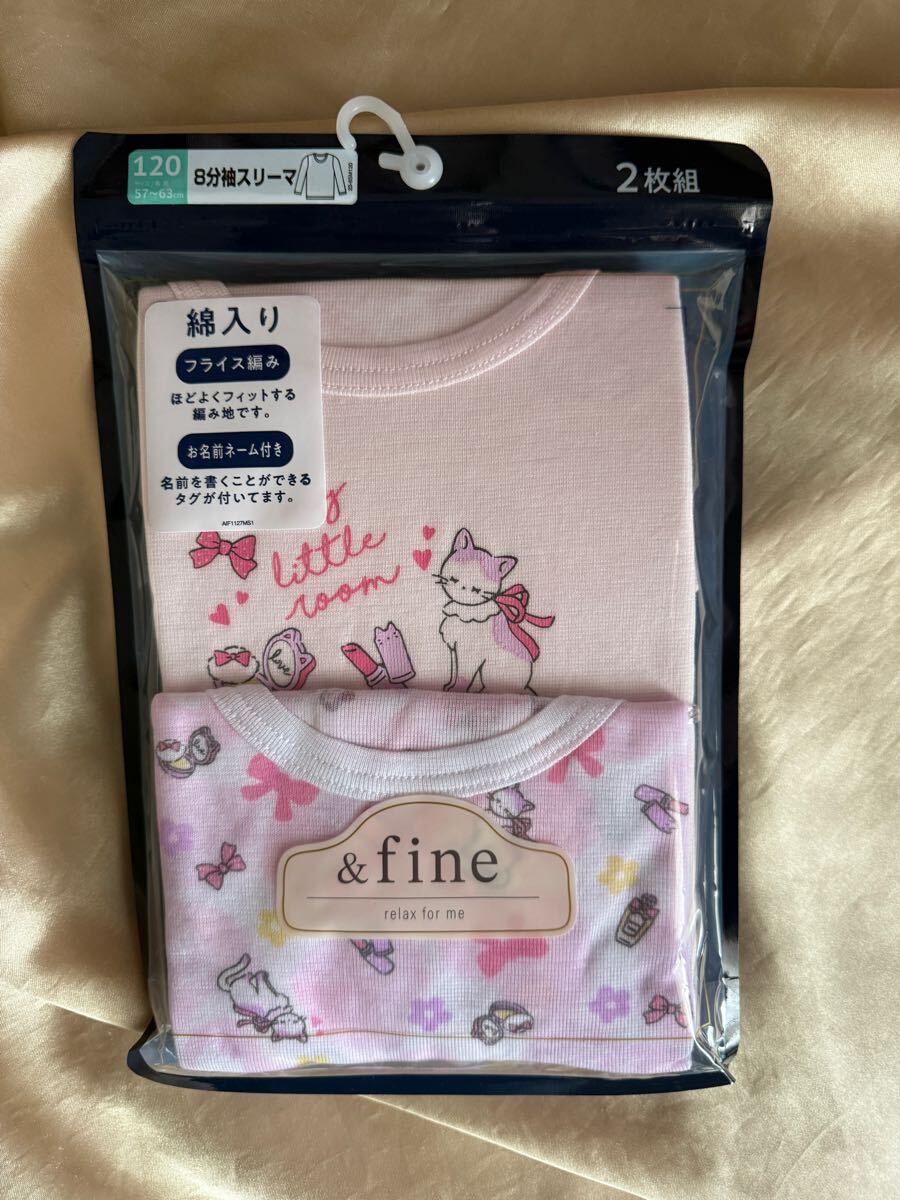 120
57~63cm
8分袖スリーマ
2枚組
綿入り
フライス編み
ほどよくフィットする
編み地です。
お名前ネーム付き
名前を書くことができる
タグが付いてます。
AIF1127MS1
little
room
love
&fine
relax for me